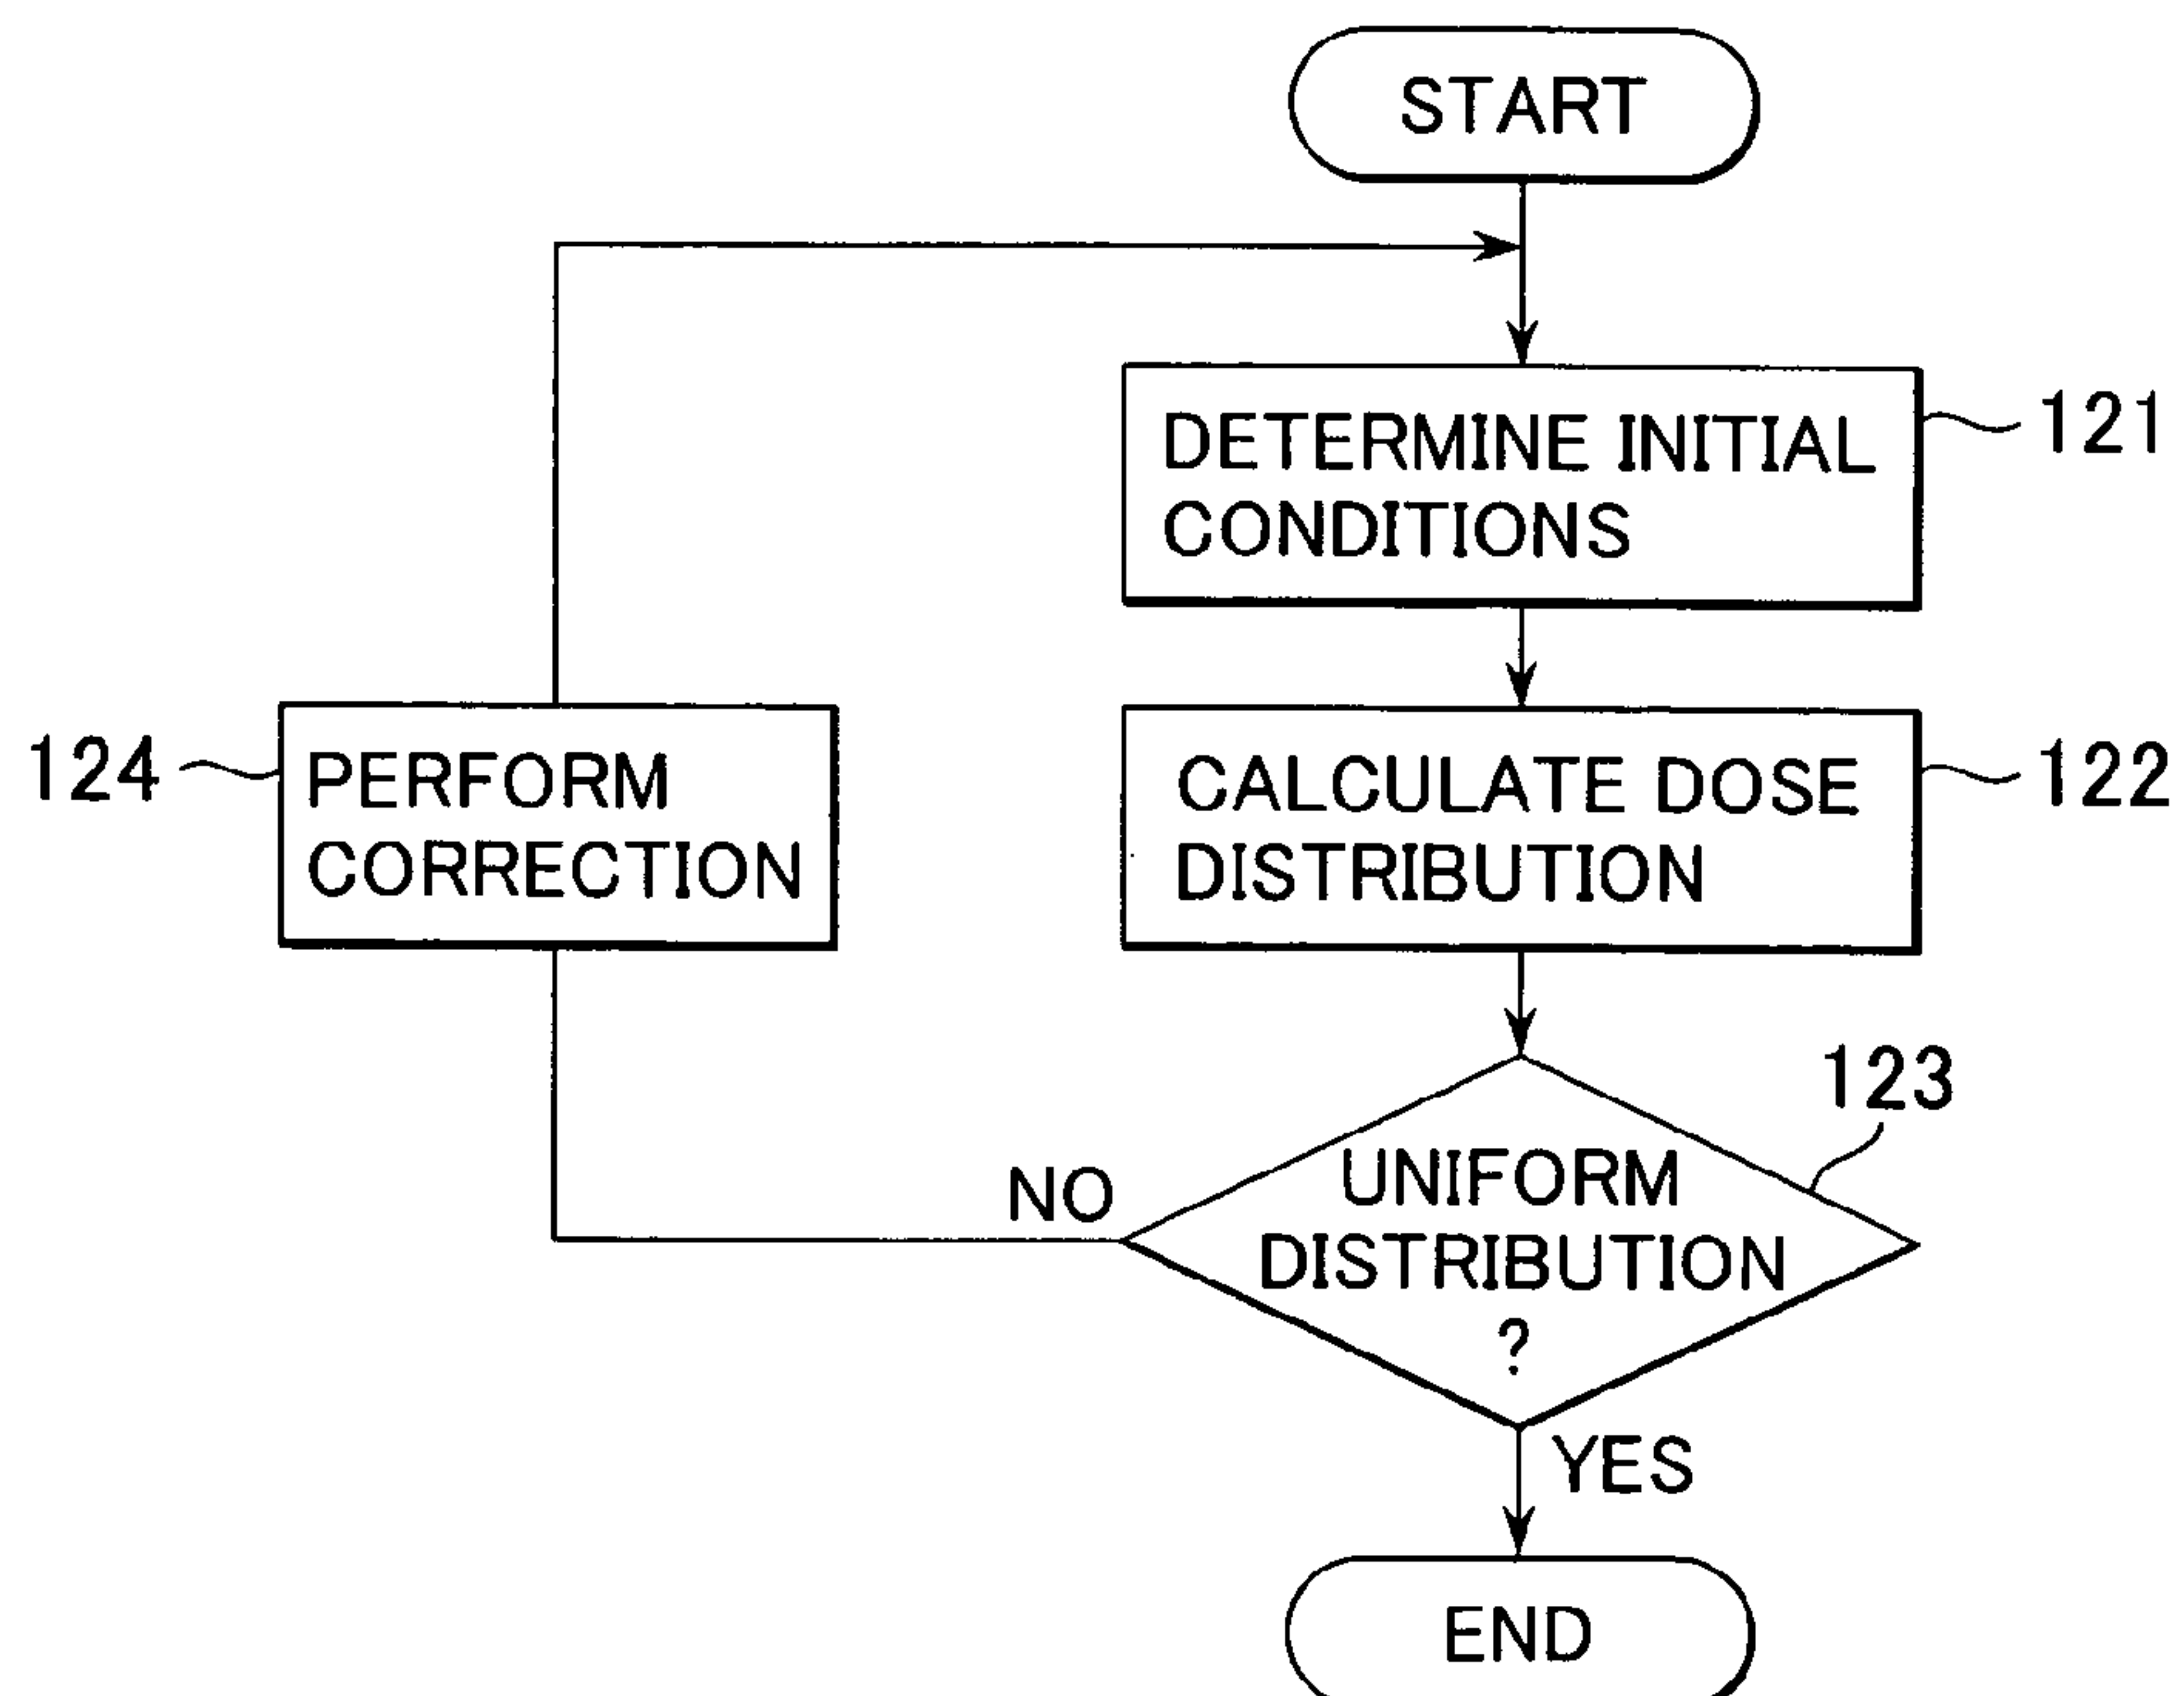 START
DETERMINE INITIAL
CONDITIONS
121
124
PERFORM
CORRECTION
CALCULATE DOSE
DISTRIBUTION
122
123
NO
UNIFORM
DISTRIBUTION
?
YES
END